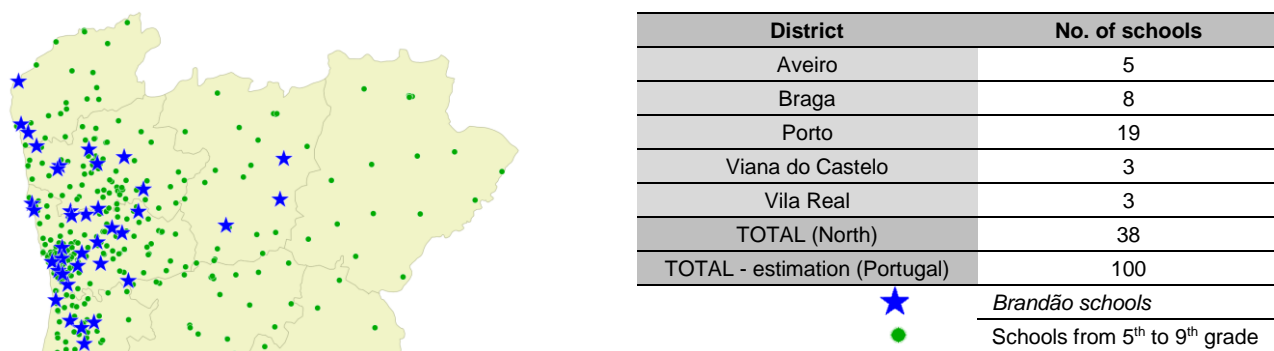 District No. of schools
Aveiro 5
Braga 8
Porto 19
Viana do Castelo 3
Vila Real 3
TOTAL (North) 38
TOTAL - estimation (Portugal) 100
Brandão schools
Schools from 5th to 9th grade